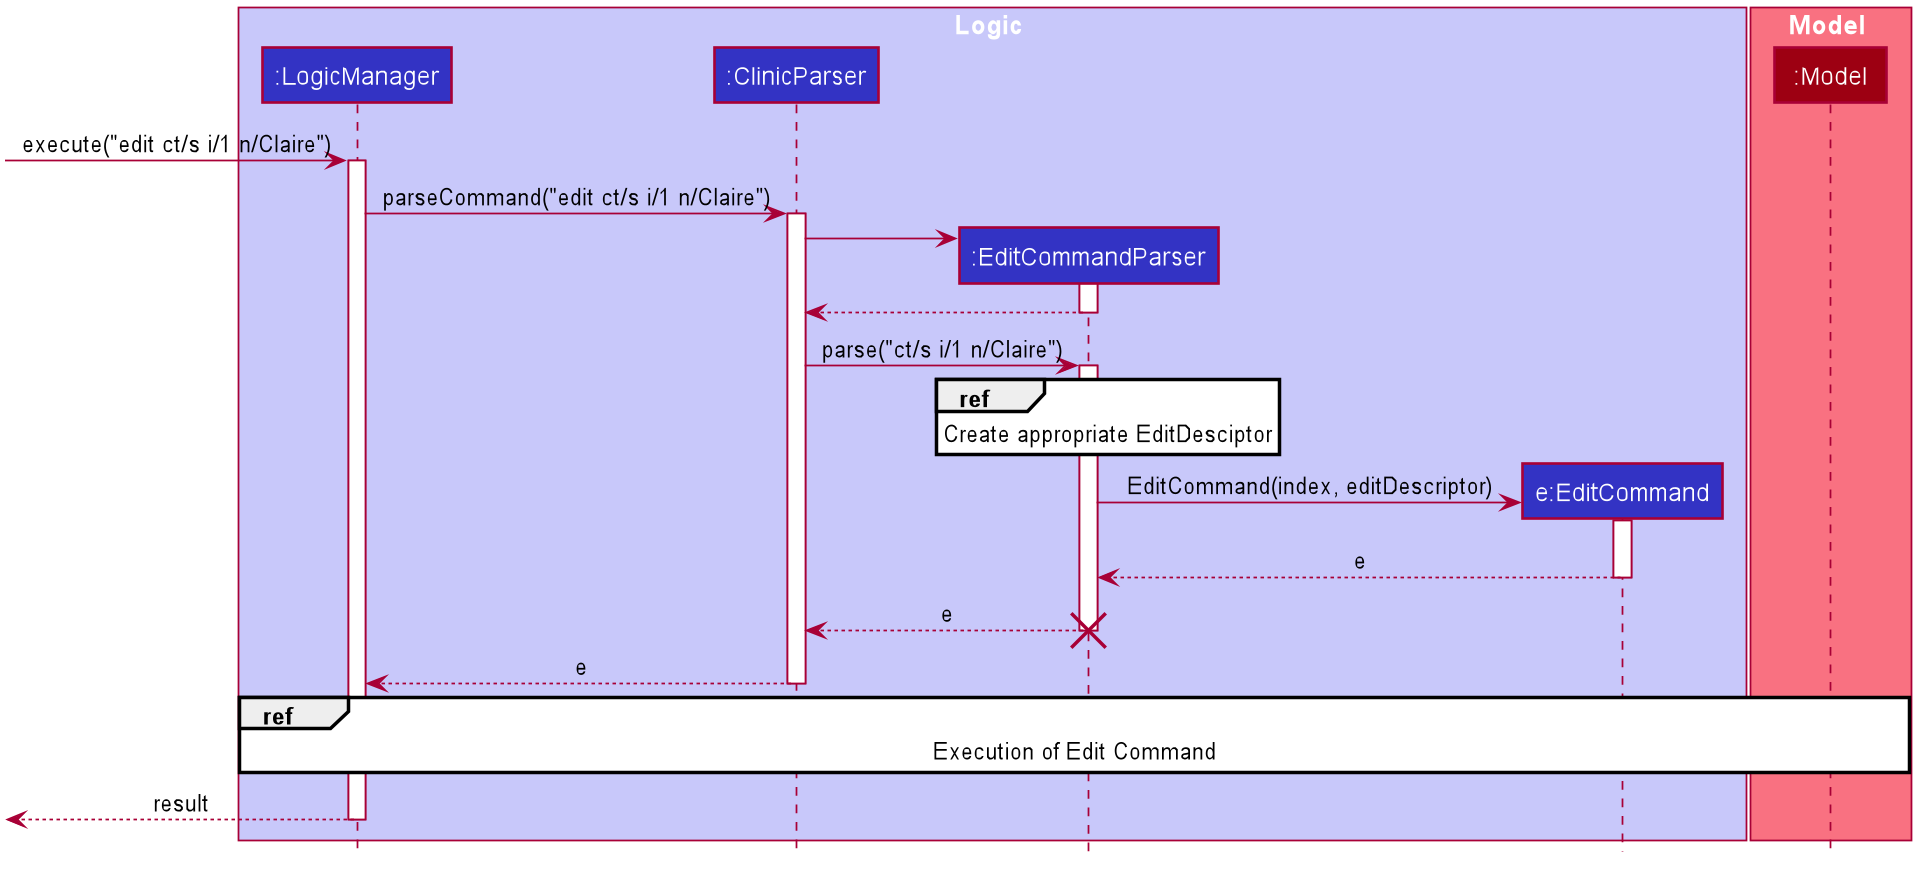 Logic
Model
:LogicManager
:ClinicParser
:Model
execute("edit ct/s i/1 n/Claire")
parseCommand("edit ct/s i/1 n/Claire")
:EditCommandParser
parse("ct/s i/1 n/Claire")
ref
Create appropriate EditDesciptor
EditCommand(index, editDescriptor)
e:EditCommand
e
e
e
ref
Execution of Edit Command
result